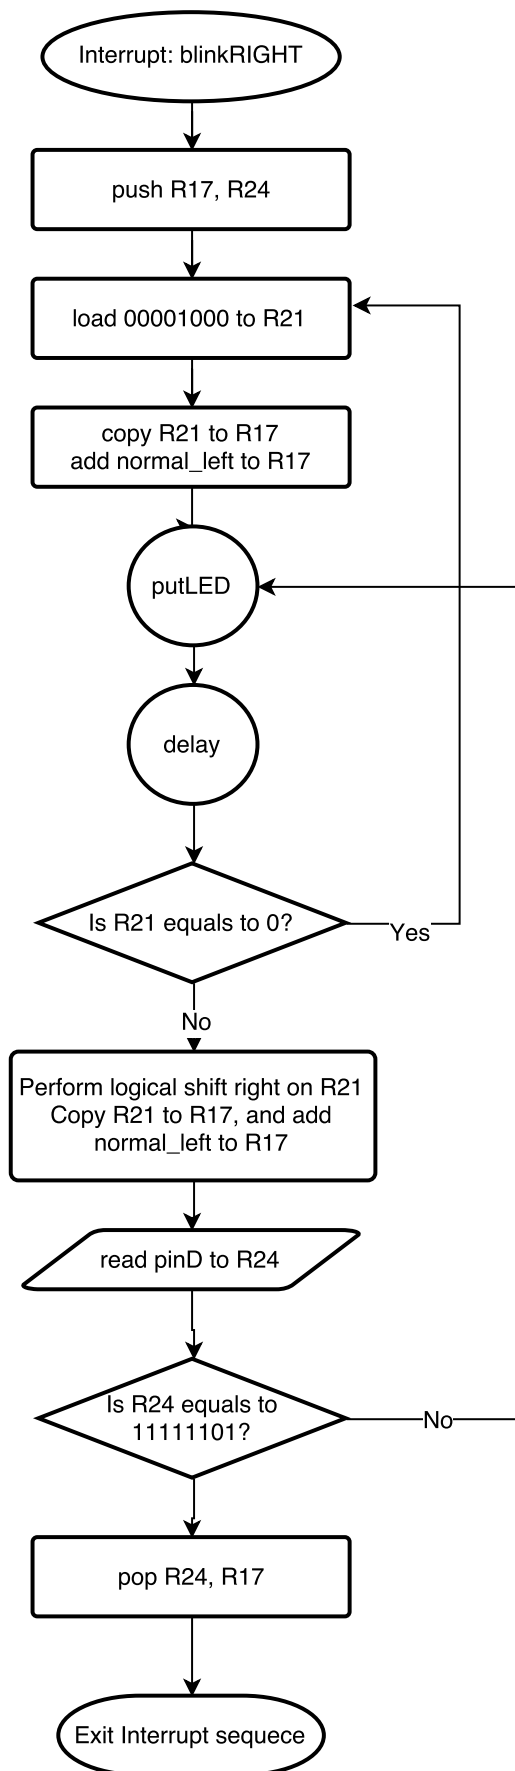 Interrupt: blinkRIGHT
push R17, R24
load 00001000 to R21
copy R21 to R17
add normal_left to R17
putLED
delay
Is R21 equals to 0?
Yes
No
Perform logical shift right on R21
Copy R21 to R17, and add
normal_left to R17
read pinD to R24
Is R24 equals to
11111101?
No
pop R24, R17
Exit Interrupt sequece